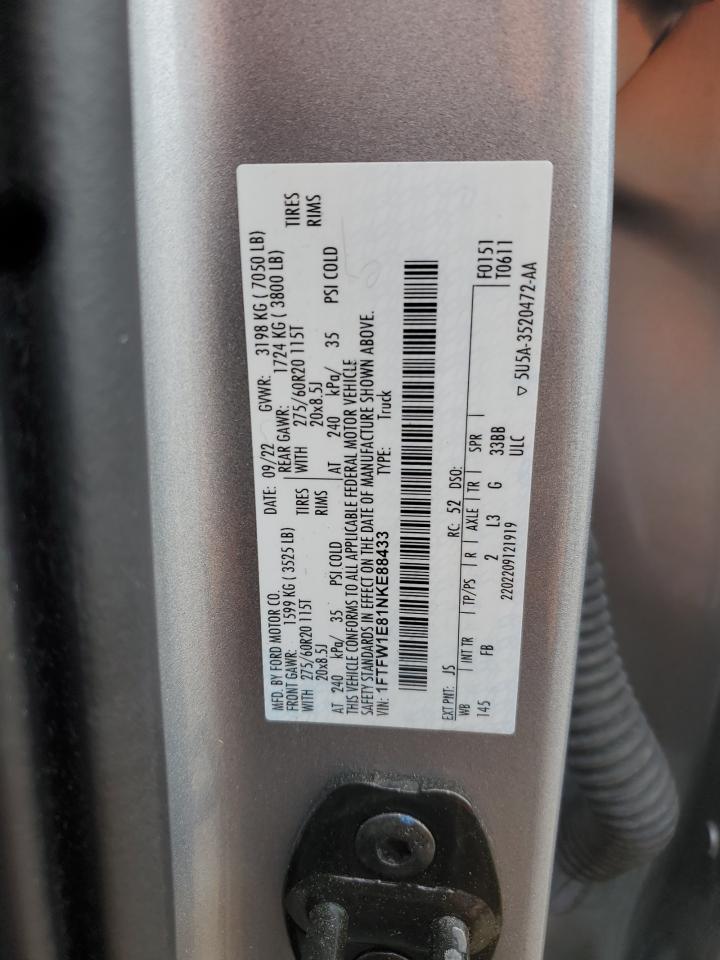 MFD. BY FORD MOTOR CO. DATE: 09/22 GVWR: 3198 KG ( 7050 LB)
FRONT GAWR: 1599 KG ( 3525 LB) REAR GAWR: 1724 KG ( 3800 LB)
WITH 275/60R20 115T TIRES WITH 275/60R20 115T TIRES
20x8.5J RIMS 20x8.5J RIMS
AT 240 kPa/ 35 PSI COLD AT 240 kPa/ 35 PSI COLD
THIS VEHICLE CONFORMS TO ALL APPLICABLE FEDERAL MOTOR VEHICLE
SAFETY STANDARDS IN EFFECT ON THE DATE OF MANUFACTURE SHOWN ABOVE.
VIN: 1FTFW1E81NKE88433 TYPE: Truck
EXT PNT: JS RC: 52 DSO: F0151
WB INT TR TP/PS R AXLE TR SPR T0611
145 FB 2 L3 G 33BB
2202209121919 ULC
▽ 5U5A-3520472-AA